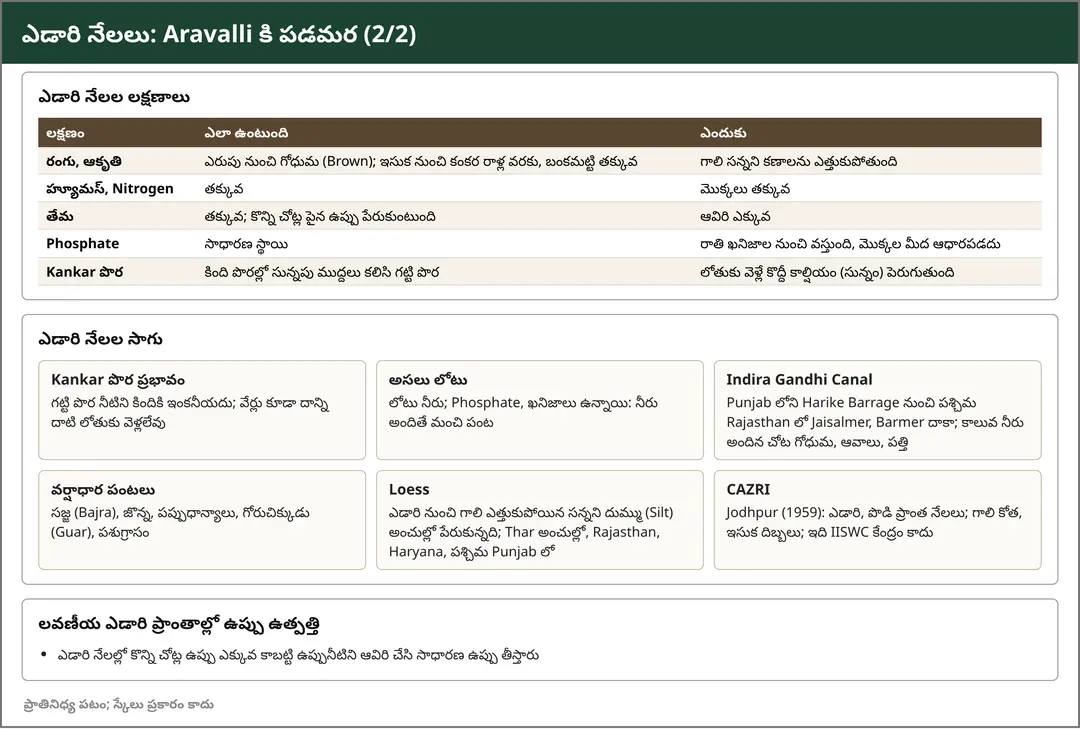 ఎడారి నేలలు: Aravalli కి పడమర (2/2)
ఎడారి నేలల లక్షణాలు
లక్షణం ఎలా ఉంటుంది ఎందుకు
రంగు, ఆకృతి ఎరుపు నుంచి గోధుమ (Brown); ఇసుక నుంచి కంకర రాళ్ల వరకు, బంకమట్టి తక్కువ గాలి సన్నని కణాలను ఎత్తుకుపోతుంది
హ్యూమస్, Nitrogen తక్కువ మొక్కలు తక్కువ
తేమ తక్కువ; కొన్ని చోట్ల పైన ఉప్పు పేరుకుంటుంది ఆవిరి ఎక్కువ
Phosphate సాధారణ స్థాయి రాతి ఖనిజాల నుంచి వస్తుంది, మొక్కల మీద ఆధారపడదు
Kankar పొర కింది పొరల్లో సున్నపు ముద్దలు కలిసి గట్టి పొర లోతుకు వెళ్లే కొద్దీ కాల్షియం (సున్నం) పెరుగుతుంది
ఎడారి నేలల సాగు
Kankar పొర ప్రభావం
గట్టి పొర నీటిని కిందికి ఇంకనీయదు; వేర్లు కూడా దాన్ని
దాటి లోతుకు వెళ్లలేవు
అసలు లోటు
లోటు నీరు; Phosphate, ఖనిజాలు ఉన్నాయి: నీరు
అందితే మంచి పంట
Indira Gandhi Canal
Punjab లోని Harike Barrage నుంచి పశ్చిమ
Rajasthan లో Jaisalmer, Barmer దాకా; కాలువ నీరు
అందిన చోట గోధుమ, ఆవాలు, పత్తి
వర్షాధార పంటలు
సజ్జ (Bajra), జొన్న, పప్పుధాన్యాలు, గోరుచిక్కుడు
(Guar), పశుగ్రాసం
Loess
ఎడారి నుంచి గాలి ఎత్తుకుపోయిన సన్నని దుమ్ము (Silt)
అంచుల్లో పేరుకున్నది; Thar అంచుల్లో, Rajasthan,
Haryana, పశ్చిమ Punjab లో
CAZRI
Jodhpur (1959): ఎడారి, పొడి ప్రాంత నేలలు; గాలి కోత,
ఇసుక దిబ్బలు; ఇది IISWC కేంద్రం కాదు
లవణీయ ఎడారి ప్రాంతాల్లో ఉప్పు ఉత్పత్తి
• ఎడారి నేలల్లో కొన్ని చోట్ల ఉప్పు ఎక్కువ కాబట్టి ఉప్పునీటిని ఆవిరి చేసి సాధారణ ఉప్పు తీస్తారు
ప్రాతినిధ్య పటం; స్కేలు ప్రకారం కాదు